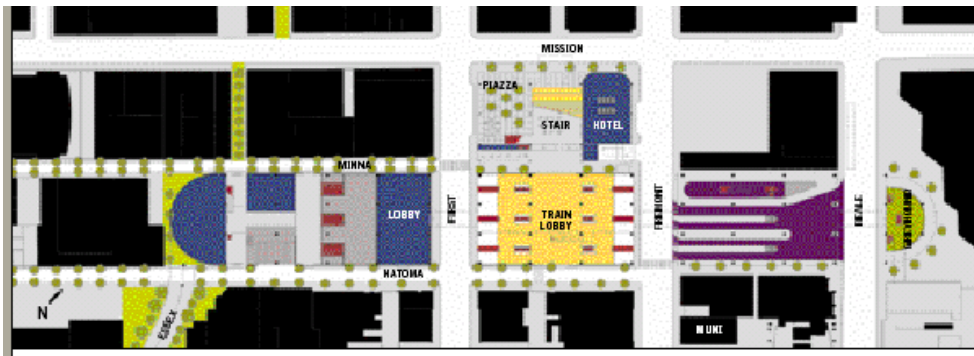 MISSION
PIAZZA
STAIR
HOTEL
MINNA
LOBBY
FIRST
TRAIN
LOBBY
FREMONT
BEALE
NATOMA
N
ESSEX
MUNI